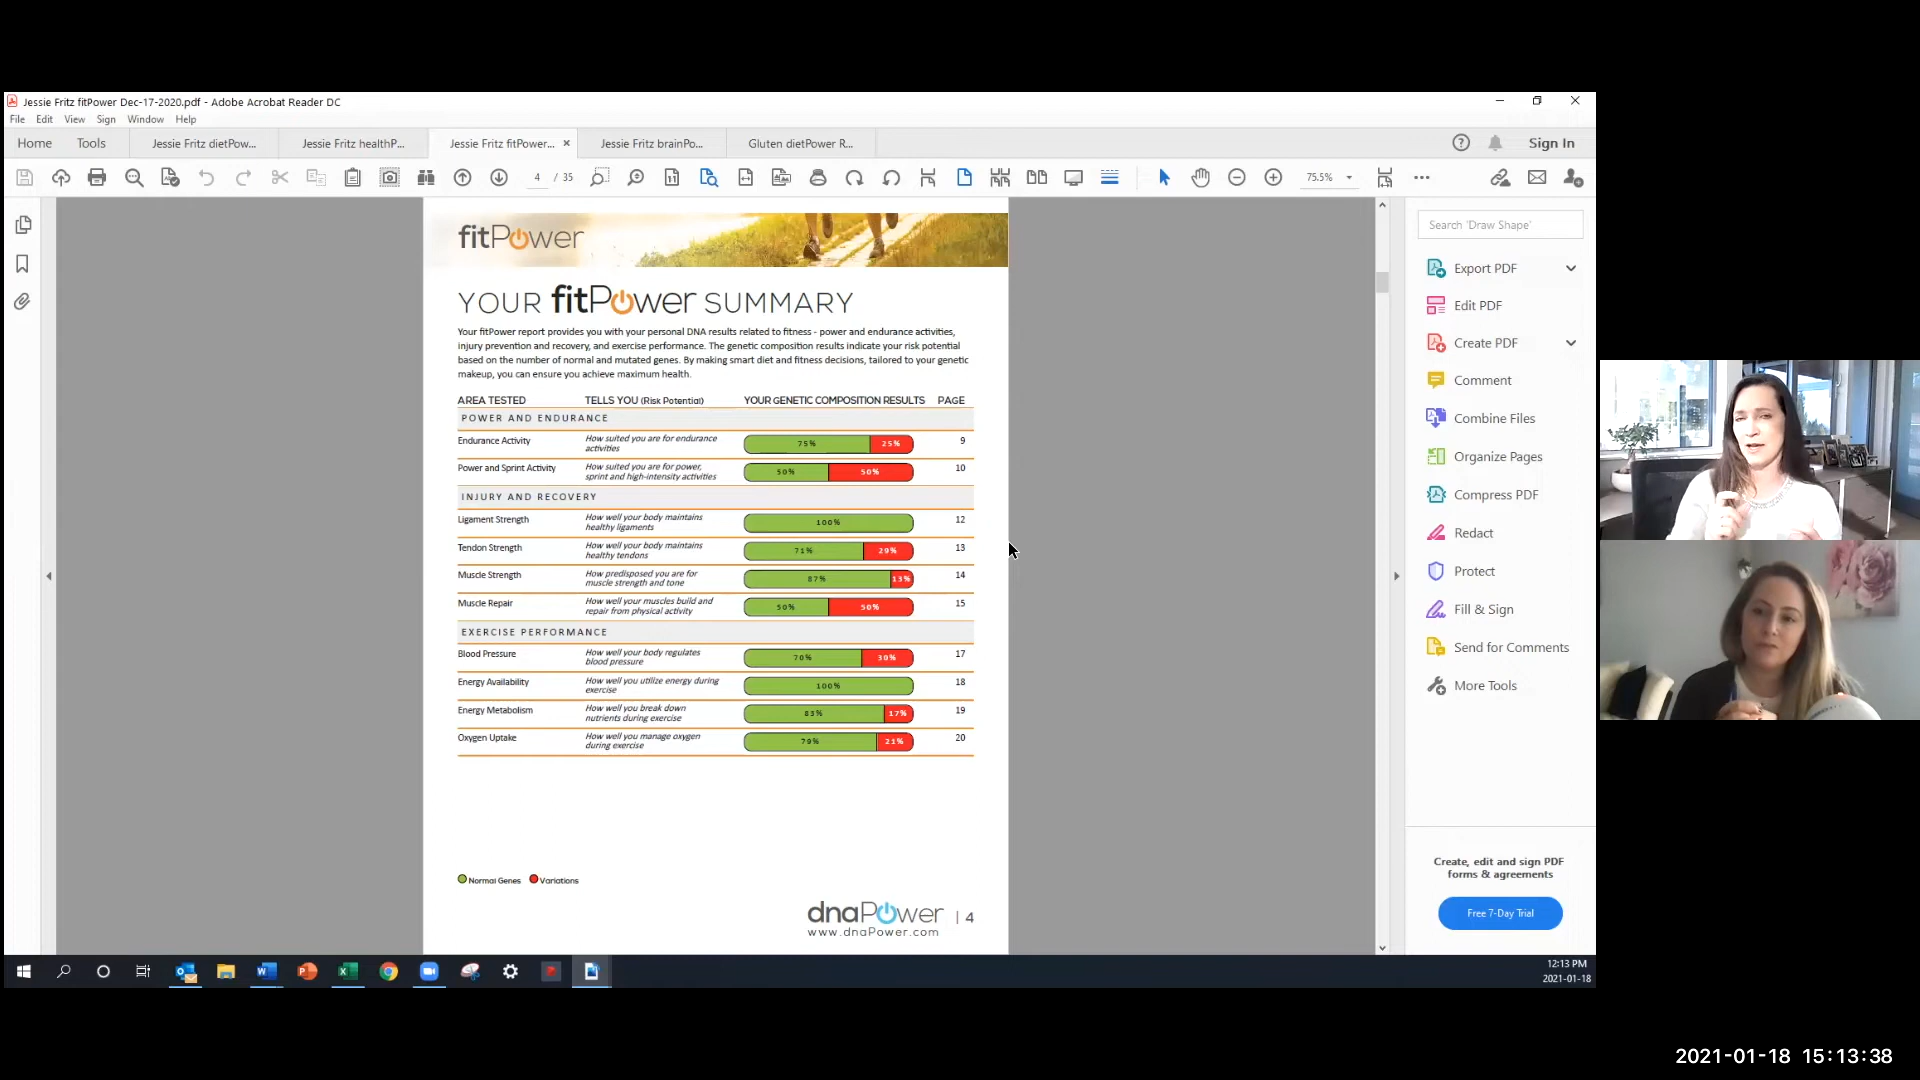 Jessie Fritz fitPower Dec-17-2020.pdf - Adobe Acrobat Reader DC
File Edit View Sign Window Help
Home Tools Jessie Fritz dietPow... Jessie Fritz healthP... Jessie Fritz fitPower... × Jessie Fritz brainPo... Gluten dietPower R... Sign In
4 / 35 75.5%
fitPower
YOUR fitPower SUMMARY
Your fitPower report provides you with your personal DNA results related to fitness - power and endurance activities,
injury prevention and recovery, and exercise performance. The genetic composition results indicate your risk potential
based on the number of normal and mutated genes. By making smart diet and fitness decisions, tailored to your genetic
makeup, you can ensure you achieve maximum health.
AREA TESTED TELLS YOU (Risk Potential) YOUR GENETIC COMPOSITION RESULTS PAGE
POWER AND ENDURANCE
Endurance Activity How suited you are for endurance 75% 25% 9
activities
Power and Sprint Activity How suited you are for power, 50% 50% 10
sprint and high-intensity activities
INJURY AND RECOVERY
Ligament Strength How well your body maintains 100% 12
healthy ligaments
Tendon Strength How well your body maintains 71% 29% 13
healthy tendons
Muscle Strength How predisposed you are for 87% 13% 14
muscle strength and tone
Muscle Repair How well your muscles build and 50% 50% 15
repair from physical activity
EXERCISE PERFORMANCE
Blood Pressure How well your body regulates 70% 30% 17
blood pressure
Energy Availability How well you utilize energy during 100% 18
exercise
Energy Metabolism How well you break down 83% 17% 19
nutrients during exercise
Oxygen Uptake How well you manage oxygen 79% 21% 20
during exercise
Normal Genes Variations
dnaPower | 4
www.dnaPower.com
Search 'Draw Shape'
Export PDF
Edit PDF
Create PDF
Comment
Combine Files
Organize Pages
Compress PDF
Redact
Protect
Fill & Sign
Send for Comments
More Tools
Create, edit and sign PDF
forms & agreements
Free 7-Day Trial
12:13 PM
2021-01-18
2021-01-18 15:13:38